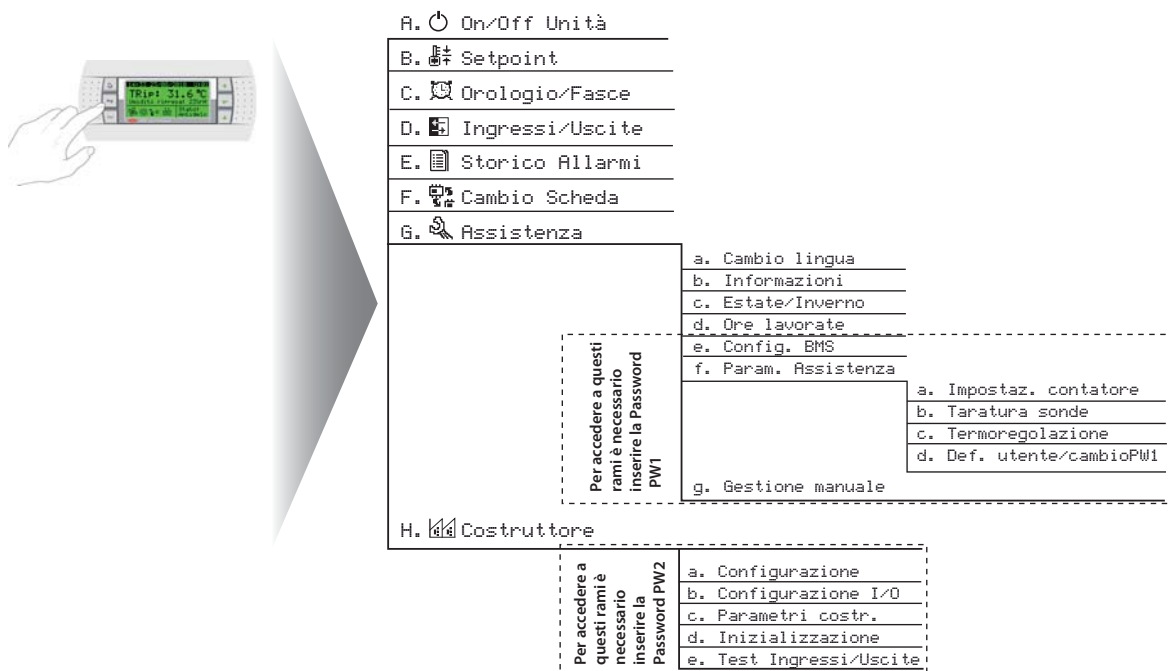 A. On/Off Unità
B. Setpoint
C. Orologio/Fasce
D. Ingressi/Uscite
E. Storico Allarmi
F. Cambio Scheda
G. Assistenza
a. Cambio lingua
b. Informazioni
c. Estate/Inverno
d. Ore lavorate
Per accedere a questi
rami è necessario
inserire la Password
PW1
e. Config. BMS
f. Param. Assistenza
a. Impostaz. contatore
b. Taratura sonde
c. Termoregolazione
d. Def. utente/cambioPW1
g. Gestione manuale
H. Costruttore
Per accedere a
questi rami è
necessario
inserire la
Password PW2
a. Configurazione
b. Configurazione I/O
c. Parametri costr.
d. Inizializzazione
e. Test Ingressi/Uscite
TRip: 31.6 °C